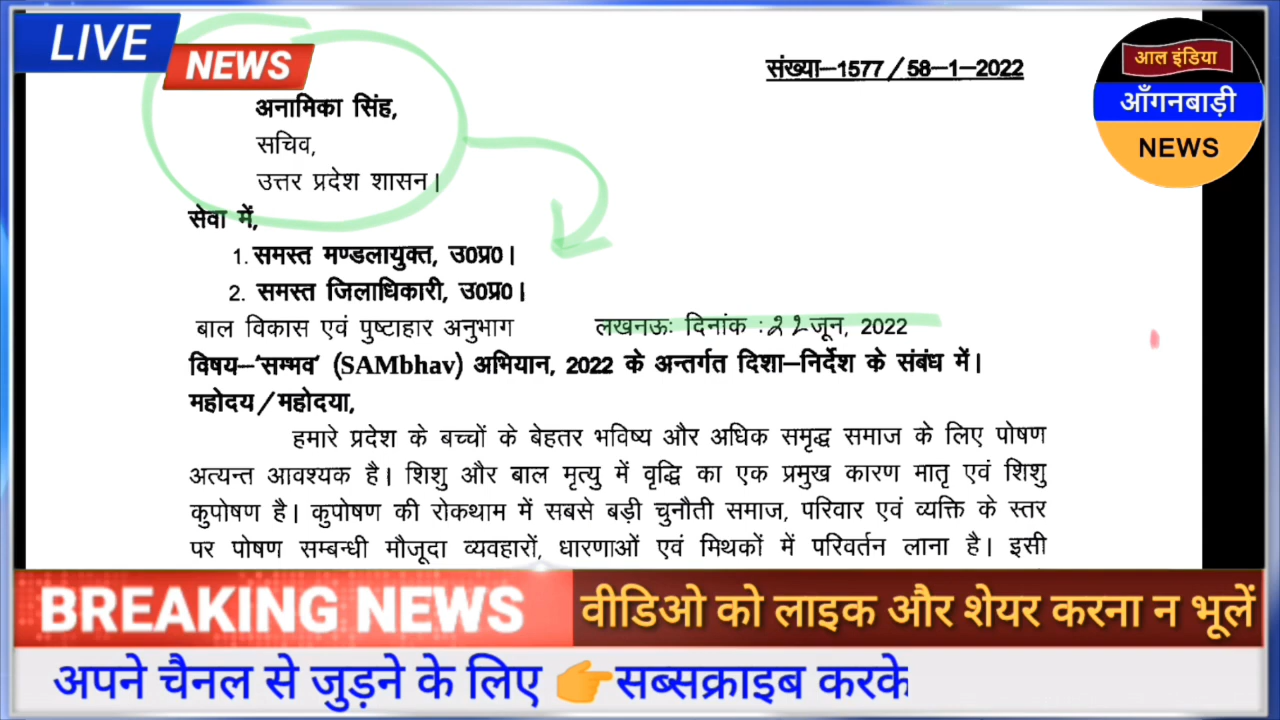 LIVE
NEWS
संख्या–1577/58-1-2022
आल इंडिया
आँगनबाड़ी
NEWS
अनामिका सिंह,
सचिव,
उत्तर प्रदेश शासन।
सेवा में,
1. समस्त मण्डलायुक्त, उ0प्र0।
2. समस्त जिलाधिकारी, उ0प्र0।
बाल विकास एवं पुष्टाहार अनुभाग लखनऊः दिनांक :22 जून, 2022
विषय–'सम्भव' (SAMbhav) अभियान, 2022 के अन्तर्गत दिशा–निर्देश के संबंध में।
महोदय/महोदया,
हमारे प्रदेश के बच्चों के बेहतर भविष्य और अधिक समृद्ध समाज के लिए पोषण
अत्यन्त आवश्यक है। शिशु और बाल मृत्यु में वृद्धि का एक प्रमुख कारण मातृ एवं शिशु
कुपोषण है। कुपोषण की रोकथाम में सबसे बड़ी चुनौती समाज, परिवार एवं व्यक्ति के स्तर
पर पोषण सम्बन्धी मौजूदा व्यवहारों, धारणाओं एवं मिथकों में परिवर्तन लाना है। इसी
BREAKING NEWS
वीडिओ को लाइक और शेयर करना न भूलें
अपने चैनल से जुड़ने के लिए 👉सब्सक्राइब करके